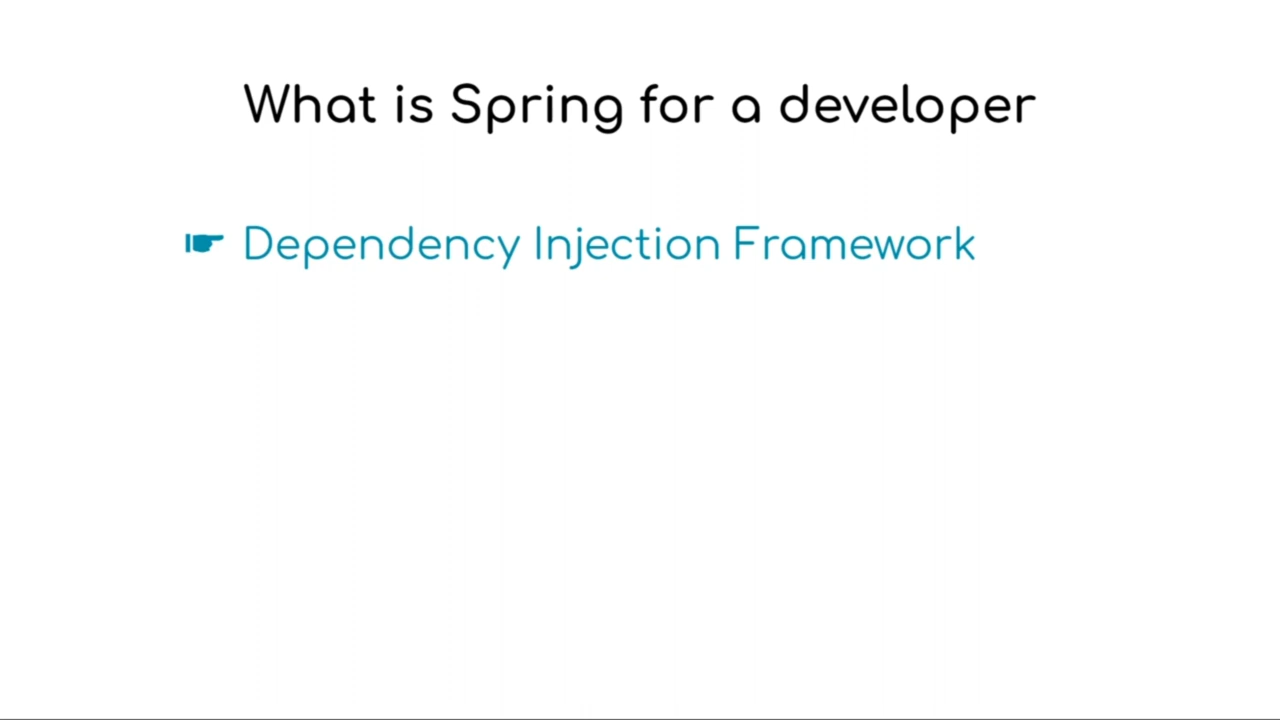 What is Spring for a developer
☛ Dependency Injection Framework